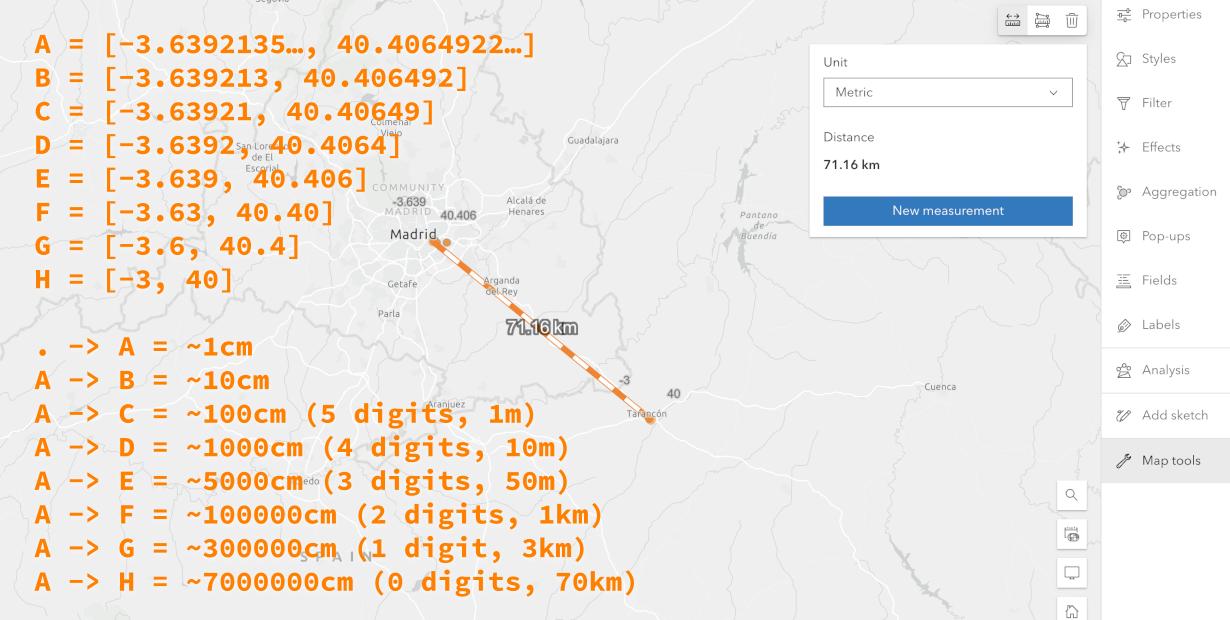 A = [-3.6392135…, 40.4064922…]
B = [-3.639213, 40.406492]
C = [-3.63921, 40.40649]
D = [-3.6392, 40.4064]
E = [-3.639, 40.406]
F = [-3.63, 40.40]
G = [-3.6, 40.4]
H = [-3, 40]
. -> A = ~1cm
A -> B = ~10cm
A -> C = ~100cm (5 digits, 1m)
A -> D = ~1000cm (4 digits, 10m)
A -> E = ~5000cm (3 digits, 50m)
A -> F = ~100000cm (2 digits, 1km)
A -> G = ~300000cm (1 digit, 3km)
A -> H = ~7000000cm (0 digits, 70km)
Colmenar
Viejo
Guadalajara
San Lorenzo
de El
Escorial
COMMUNITY
MADRID
-3.639
40.406
Alcalá de
Henares
Madrid
Pantano
de
Buendía
Getafe
Arganda
del Rey
Parla
71.16 km
-3
40
Tarancón
Cuenca
Aranjuez
SPAIN
Unit
Metric
Distance
71.16 km
New measurement
Properties
Styles
Filter
Effects
Aggregation
Pop-ups
Fields
Labels
Analysis
Add sketch
Map tools